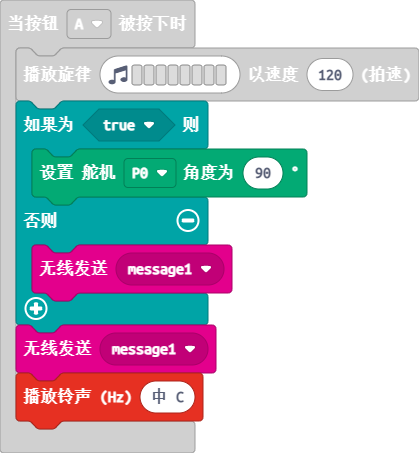 当按钮 A 被按下时
播放旋律 以速度 120 (拍速)
如果为 true 则
设置 舵机 P0 角度为 90 °
否则
无线发送 message1
无线发送 message1
播放铃声 (Hz) 中 C